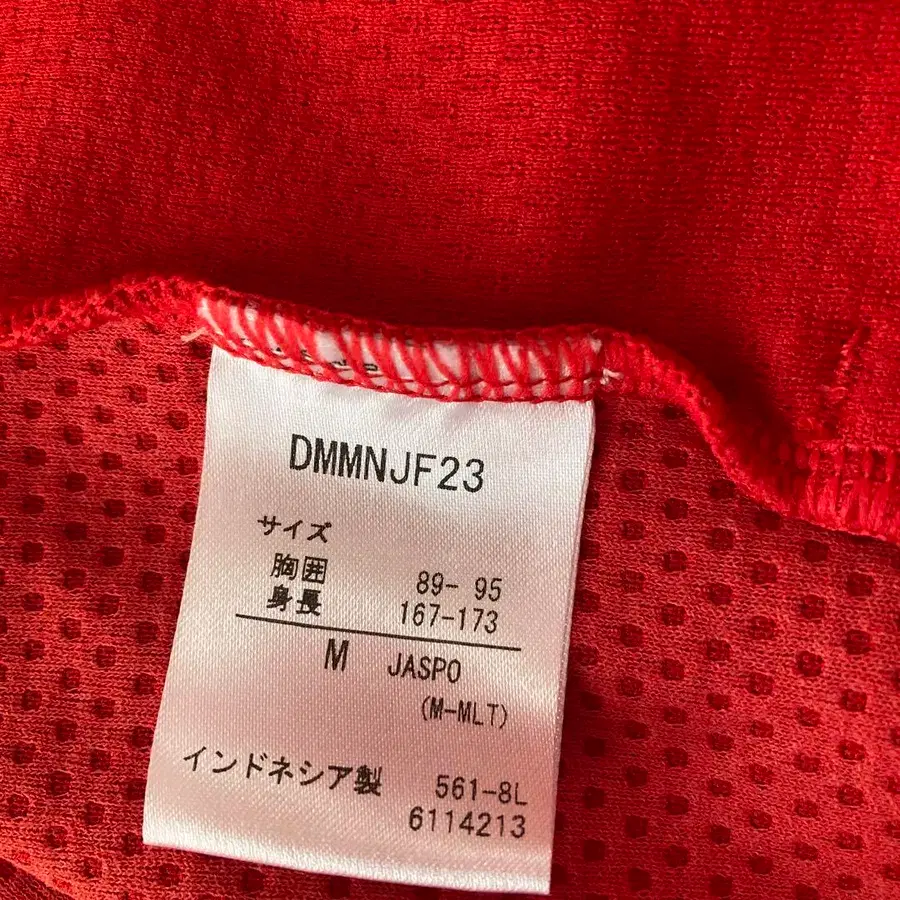 DMMNJF23
サイズ
胸囲 89- 95
身長 167-173
M JASPO
(M-MLT)
インドネシア製 561-8L
6114213